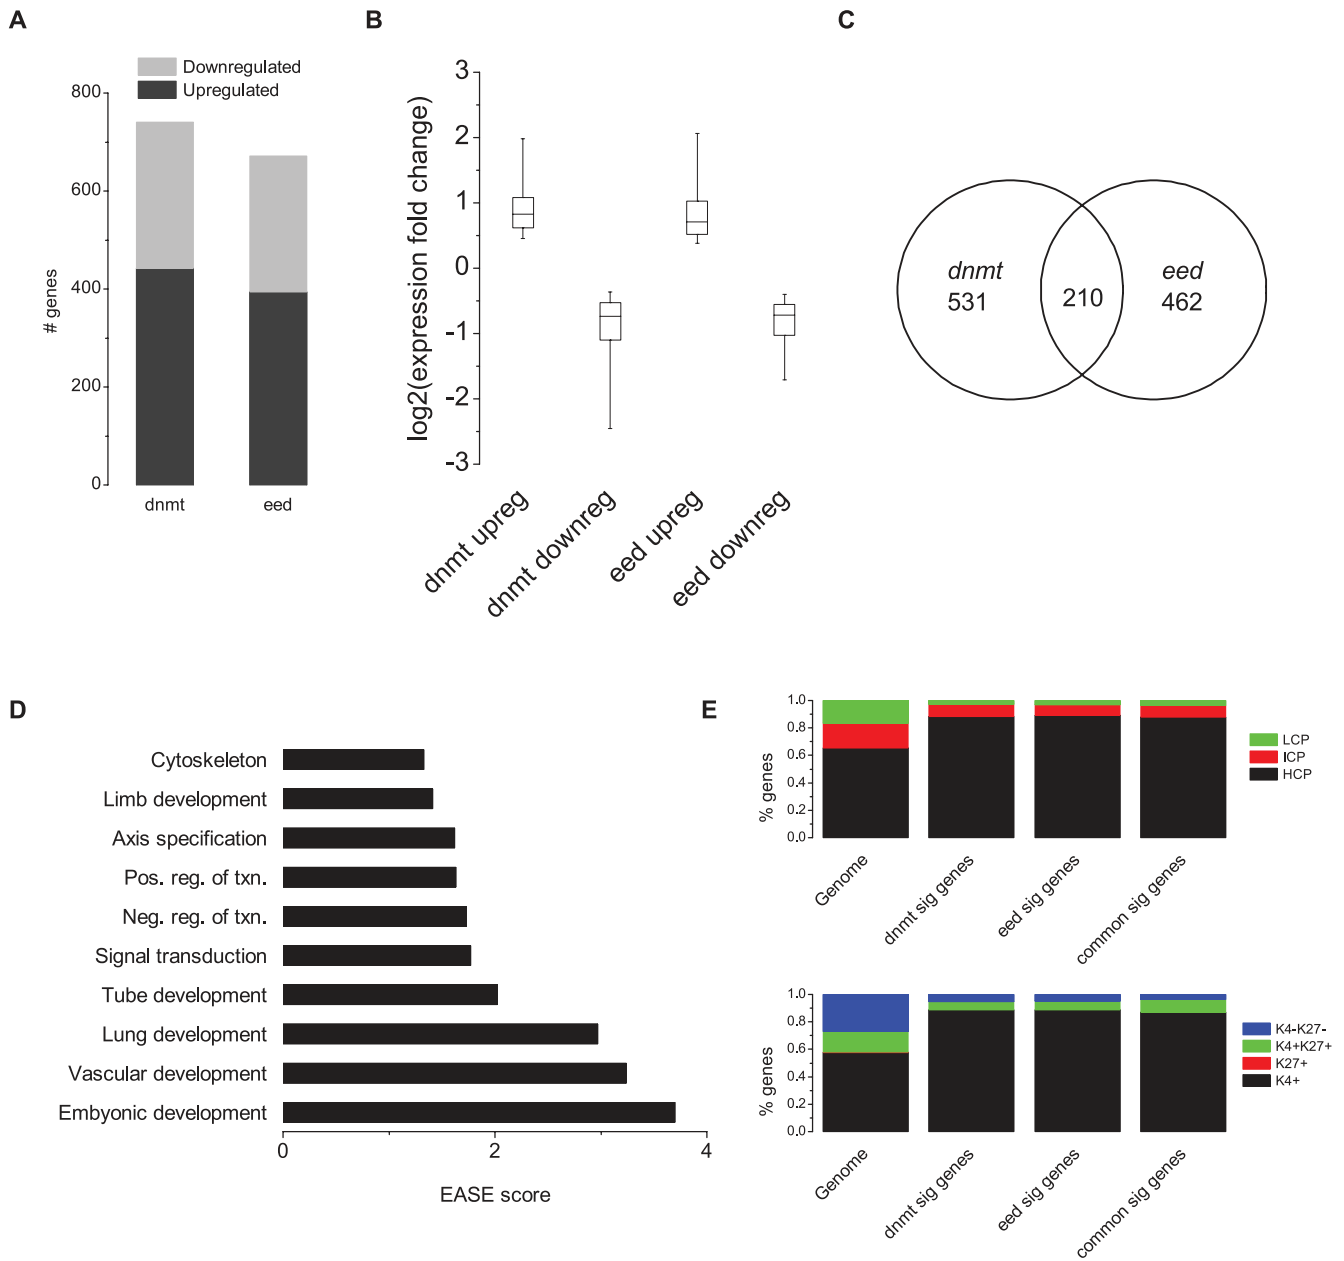 A
Downregulated
Upregulated
800
600
400
200
0
# genes
dnmt
eed
B
3
2
1
0
-1
-2
-3
log2(expression fold change)
dnmt upreg
dnmt downreg
eed upreg
eed downreg
C
dnmt
531
210
eed
462
D
Cytoskeleton
Limb development
Axis specification
Pos. reg. of txn.
Neg. reg. of txn.
Signal transduction
Tube development
Lung development
Vascular development
Embyonic development
0
2
4
EASE score
E
1.0
0.8
0.6
0.4
0.2
0.0
% genes
Genome
dnmt sig genes
eed sig genes
common sig genes
LCP
ICP
HCP
1.0
0.8
0.6
0.4
0.2
0.0
% genes
Genome
dnmt sig genes
eed sig genes
common sig genes
K4-K27-
K4+K27+
K27+
K4+